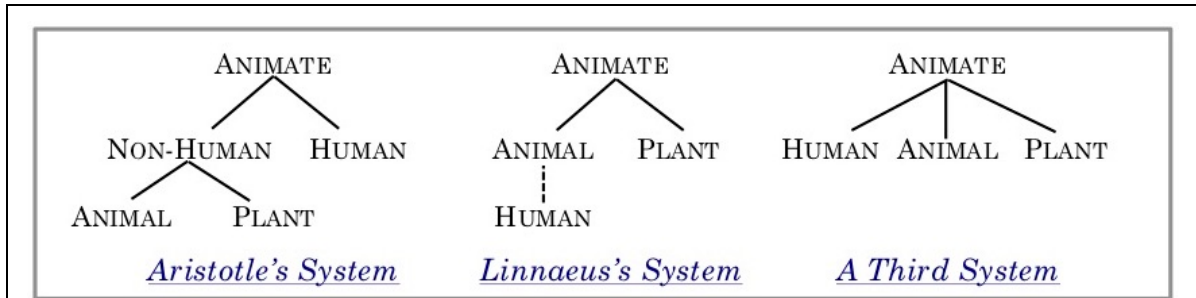 ANIMATE ANIMATE ANIMATE
NON-HUMAN HUMAN ANIMAL PLANT HUMAN ANIMAL PLANT
ANIMAL PLANT HUMAN
Aristotle's System Linnaeus's System A Third System